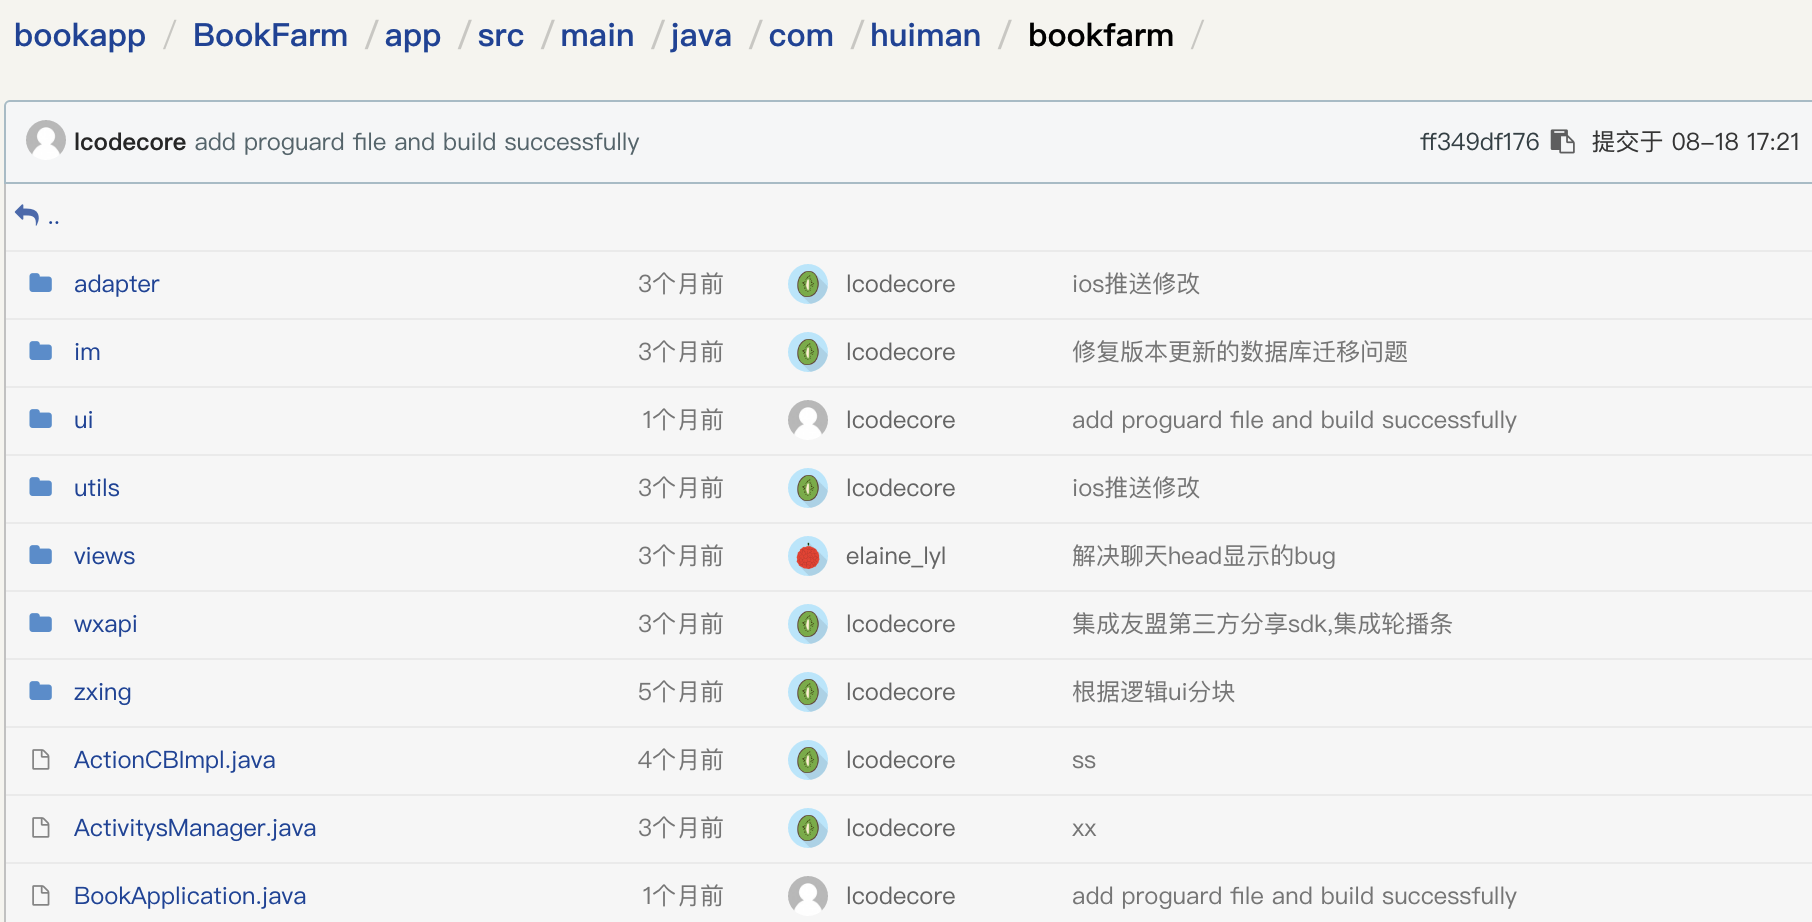 bookapp / BookFarm / app / src / main / java / com / huiman / bookfarm /
lcodecore add proguard file and build successfully ff349df176 提交于 08-18 17:21
..
adapter 3个月前 lcodecore ios推送修改
im 3个月前 lcodecore 修复版本更新的数据库迁移问题
ui 1个月前 lcodecore add proguard file and build successfully
utils 3个月前 lcodecore ios推送修改
views 3个月前 elaine_lyl 解决聊天head显示的bug
wxapi 3个月前 lcodecore 集成友盟第三方分享sdk,集成轮播条
zxing 5个月前 lcodecore 根据逻辑ui分块
ActionCBImpl.java 4个月前 lcodecore ss
ActivitysManager.java 3个月前 lcodecore xx
BookApplication.java 1个月前 lcodecore add proguard file and build successfully